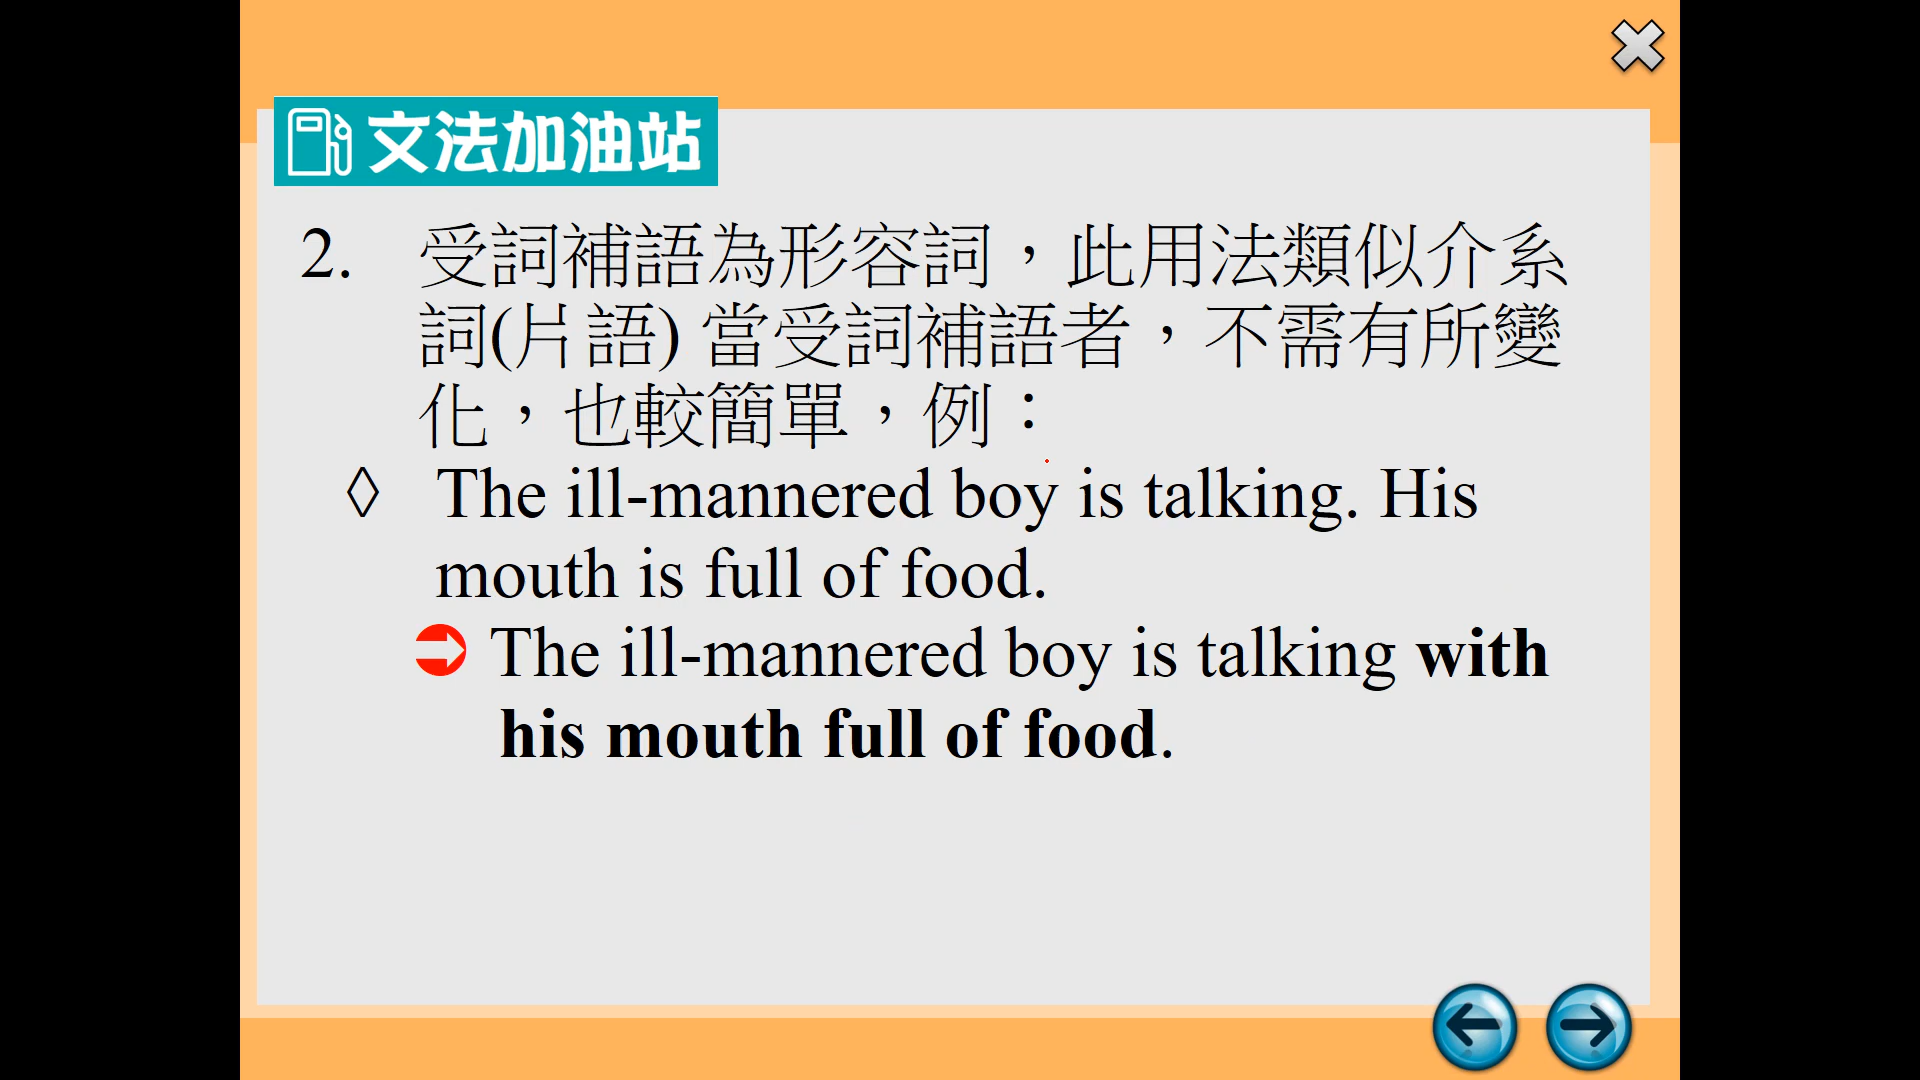 文法加油站
2. 受詞補語為形容詞，此用法類似介系
詞(片語) 當受詞補語者，不需有所變
化，也較簡單，例：
◊ The ill-mannered boy is talking. His
mouth is full of food.
➲ The ill-mannered boy is talking with
his mouth full of food.